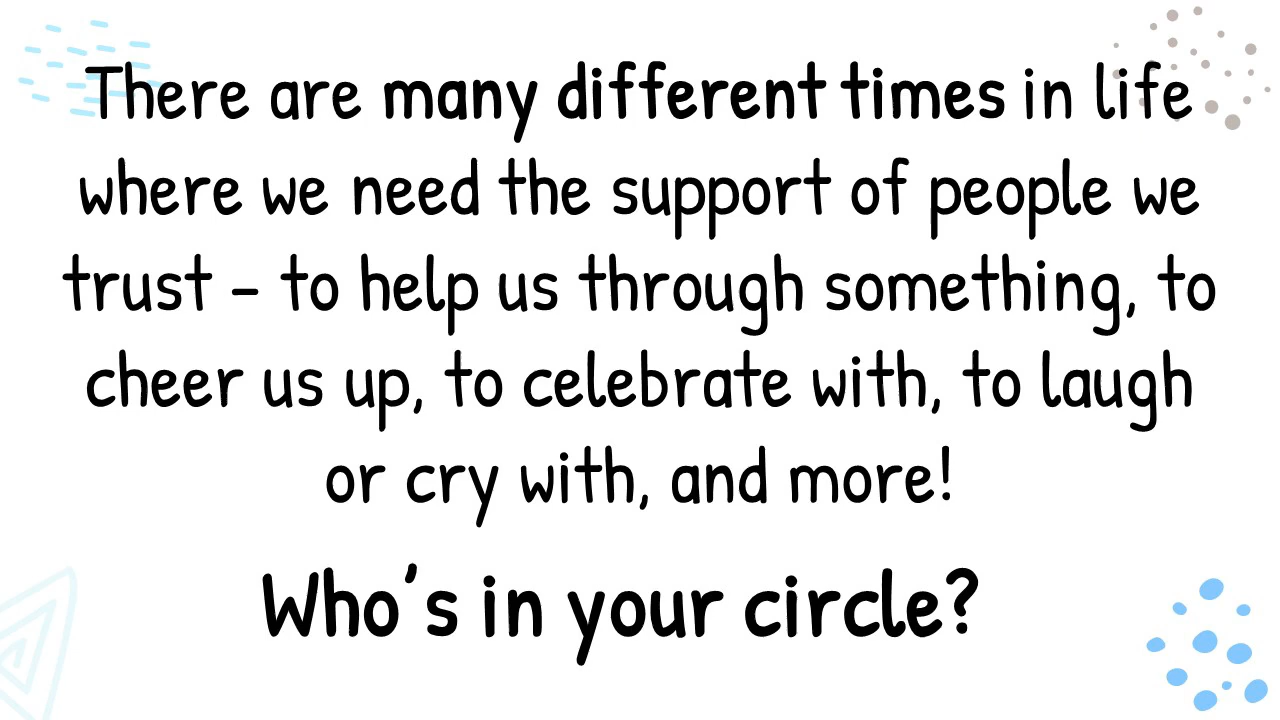 There are many different times in life
where we need the support of people we
trust - to help us through something, to
cheer us up, to celebrate with, to laugh
or cry with, and more!
Who's in your circle?